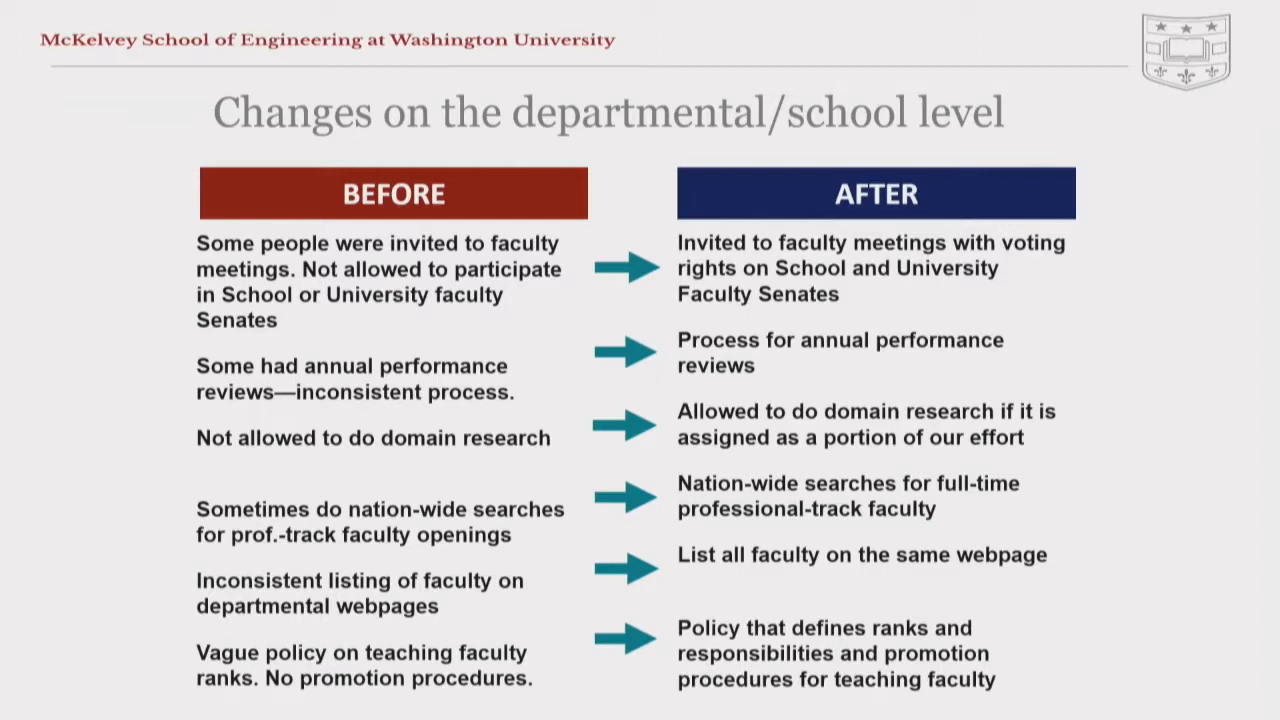 McKelvey School of Engineering at Washington University
Changes on the departmental/school level
BEFORE
Some people were invited to faculty
meetings. Not allowed to participate
in School or University faculty
Senates
Some had annual performance
reviews—inconsistent process.
Not allowed to do domain research
Sometimes do nation-wide searches
for prof.-track faculty openings
Inconsistent listing of faculty on
departmental webpages
Vague policy on teaching faculty
ranks. No promotion procedures.
AFTER
Invited to faculty meetings with voting
rights on School and University
Faculty Senates
Process for annual performance
reviews
Allowed to do domain research if it is
assigned as a portion of our effort
Nation-wide searches for full-time
professional-track faculty
List all faculty on the same webpage
Policy that defines ranks and
responsibilities and promotion
procedures for teaching faculty